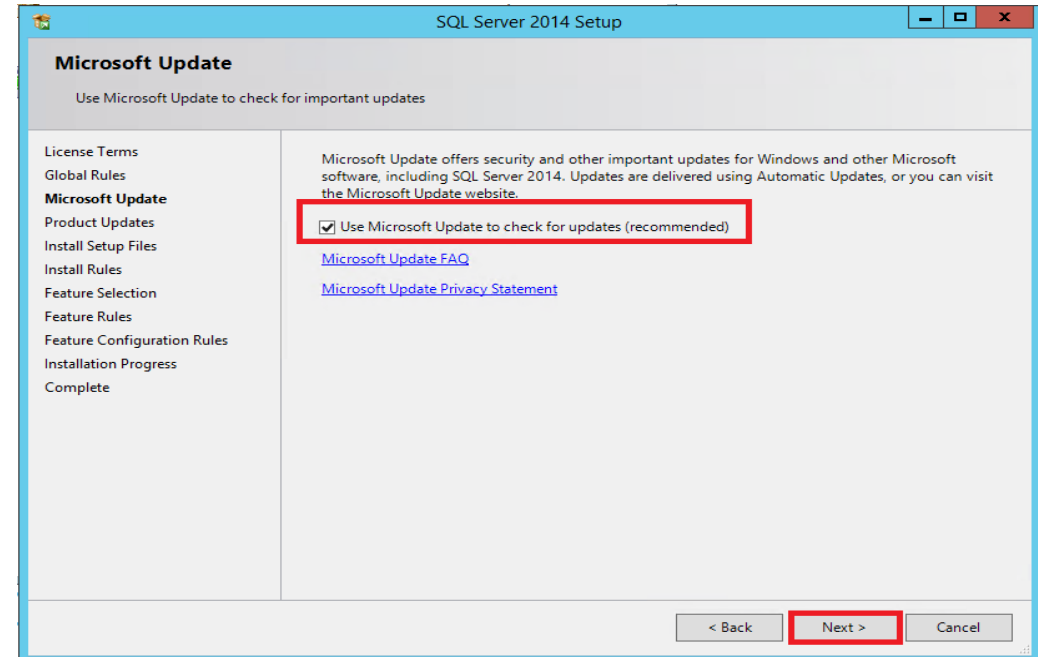 SQL Server 2014 Setup
Microsoft Update
Use Microsoft Update to check for important updates
License Terms
Global Rules
Microsoft Update
Product Updates
Install Setup Files
Install Rules
Feature Selection
Feature Rules
Feature Configuration Rules
Installation Progress
Complete
Microsoft Update offers security and other important updates for Windows and other Microsoft
software, including SQL Server 2014. Updates are delivered using Automatic Updates, or you can visit
the Microsoft Update website.
Use Microsoft Update to check for updates (recommended)
Microsoft Update FAQ
Microsoft Update Privacy Statement
< Back
Next >
Cancel